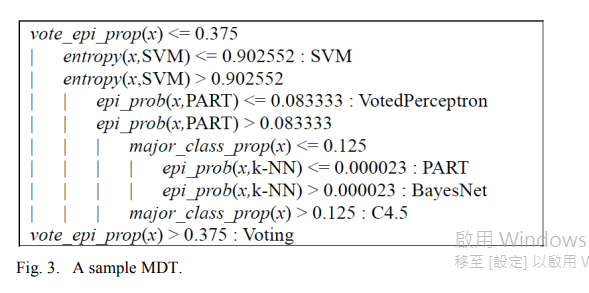 vote_epi_prop(x) <= 0.375
| entropy(x,SVM) <= 0.902552 : SVM
| entropy(x,SVM) > 0.902552
| | epi_prob(x,PART) <= 0.083333 : VotedPerceptron
| | epi_prob(x,PART) > 0.083333
| | | major_class_prop(x) <= 0.125
| | | | epi_prob(x,k-NN) <= 0.000023 : PART
| | | | epi_prob(x,k-NN) > 0.000023 : BayesNet
| | | major_class_prop(x) > 0.125 : C4.5
vote_epi_prop(x) > 0.375 : Voting
啟用 Windows
移至 [設定] 以啟用 V
Fig. 3. A sample MDT.